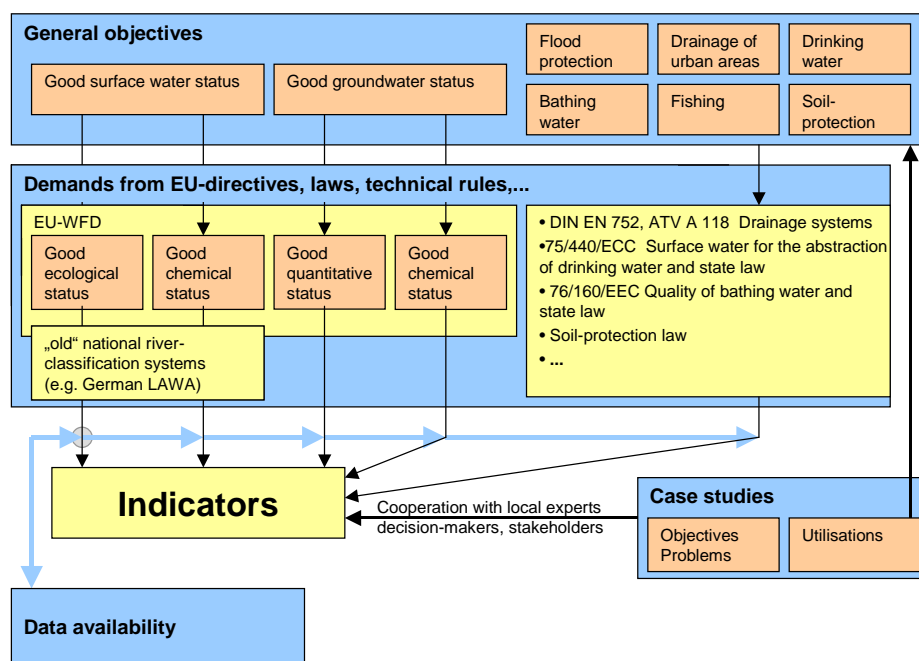 General objectives
Good surface water status
Good groundwater status
Flood
protection
Drainage of
urban areas
Drinking
water
Bathing
water
Fishing
Soil-
protection
Demands from EU-directives, laws, technical rules,...
EU-WFD
Good
ecological
status
Good
chemical
status
Good
quantitative
status
Good
chemical
status
„old“ national river-
classification systems
(e.g. German LAWA)
• DIN EN 752, ATV A 118  Drainage systems
•75/440/ECC  Surface water for the abstraction
of drinking water and state law
• 76/160/EEC Quality of bathing water and
state law
• Soil-protection law
• ...
Indicators
Cooperation with local experts
decision-makers, stakeholders
Case studies
Objectives
Problems
Utilisations
Data availability